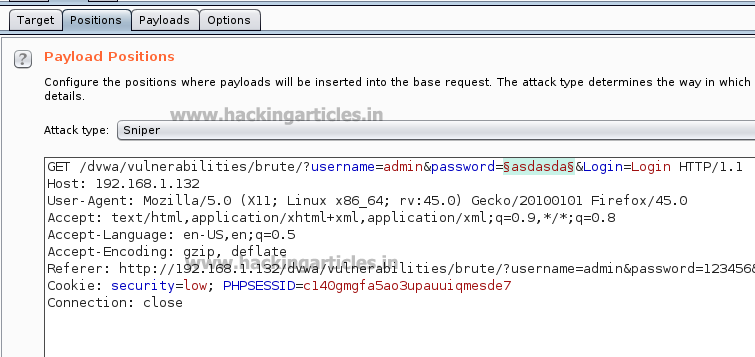 Target Positions Payloads Options
? Payload Positions
Configure the positions where payloads will be inserted into the base request. The attack type determines the way in which
details.
www.hackingarticles.in
Attack type: Sniper
GET /dvwa/vulnerabilities/brute/?username=admin&password=§asdasda§&Login=Login HTTP/1.1
Host: 192.168.1.132
User-Agent: Mozilla/5.0 (X11; Linux x86_64; rv:45.0) Gecko/20100101 Firefox/45.0
Accept: text/html,application/xhtml+xml,application/xml;q=0.9,*/*;q=0.8
Accept-Language: en-US,en;q=0.5
Accept-Encoding: gzip, deflate
www.hackingarticles.in
Referer: http://192.168.1.132/dvwa/vulnerabilities/brute/?username=admin&password=123456&
Cookie: security=low; PHPSESSID=c140gmgfa5ao3upauuiqmesde7
Connection: close